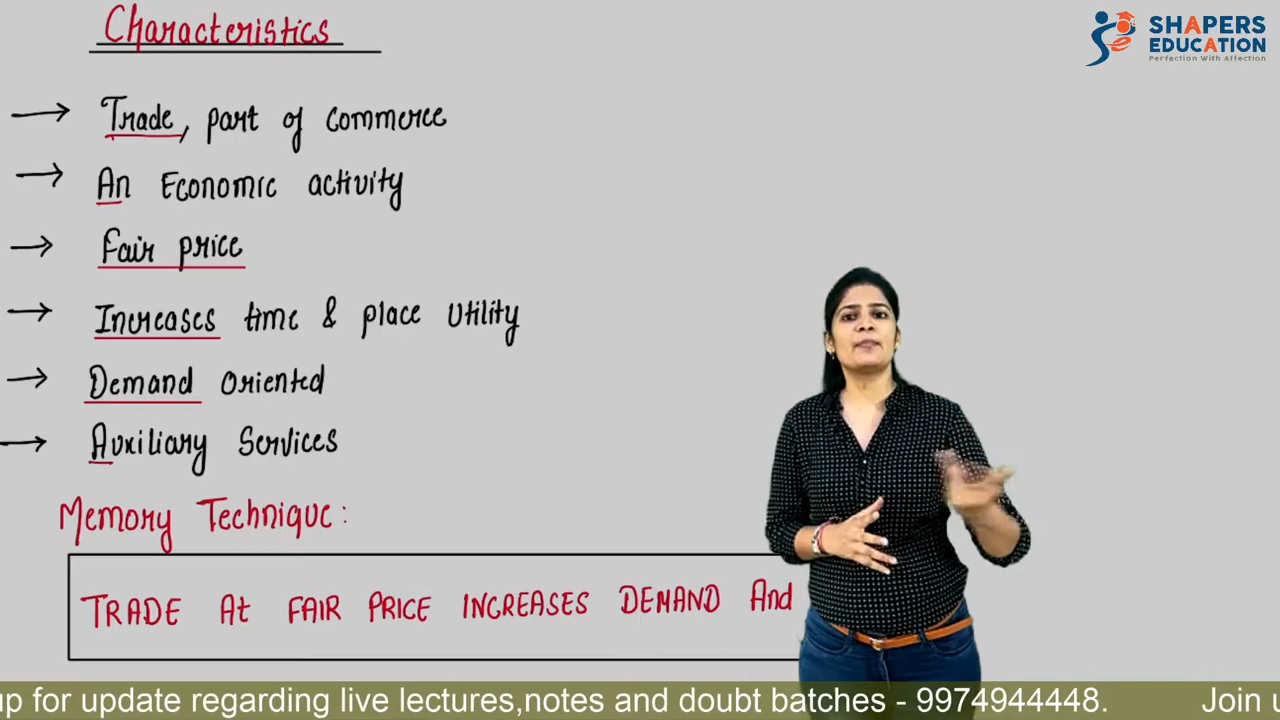 Characteristics
SHAPERS
EDUCATION
Perfection With Affection
→ Trade, part of commerce
→ An Economic activity
→ Fair price
→ Increases time & place utility
→ Demand oriented
→ Auxiliary Services
Memory Technique:
TRADE At FAIR PRICE INCREASES DEMAND And
up for update regarding live lectures,notes and doubt batches - 9974944448. Join u